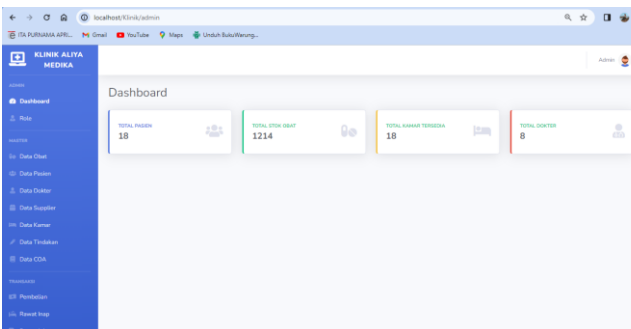 localhost/Klinik/admin
ITA PURNAMA APRIL...
Gmail
YouTube
Maps
Unduh BukuWarung...
KLINIK ALIYA
MEDIKA
Admin
ADMIN
Dashboard
Role
MASTER
Data Obat
Data Pasien
Data Dokter
Data Supplier
Data Kamar
Data Tindakan
Data COA
TRANSAKSI
Pembelian
Rawat Inap
Dashboard
TOTAL PASIEN
18
TOTAL STOK OBAT
1214
TOTAL KAMAR TERSEDIA
18
TOTAL DOKTER
8